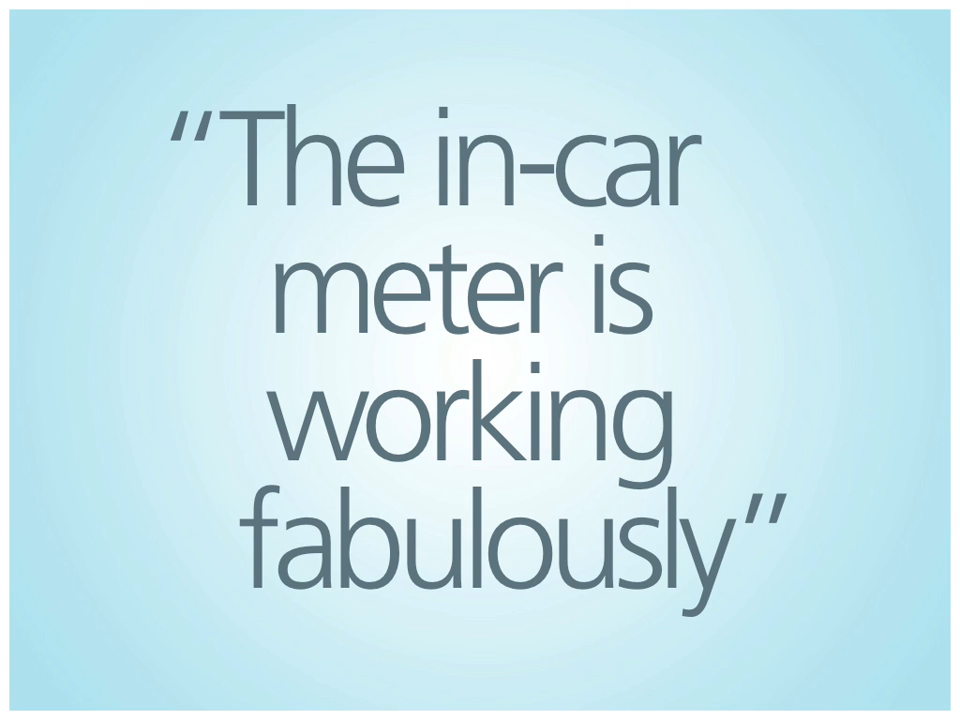 “The in-car
meter is
working
fabulously”